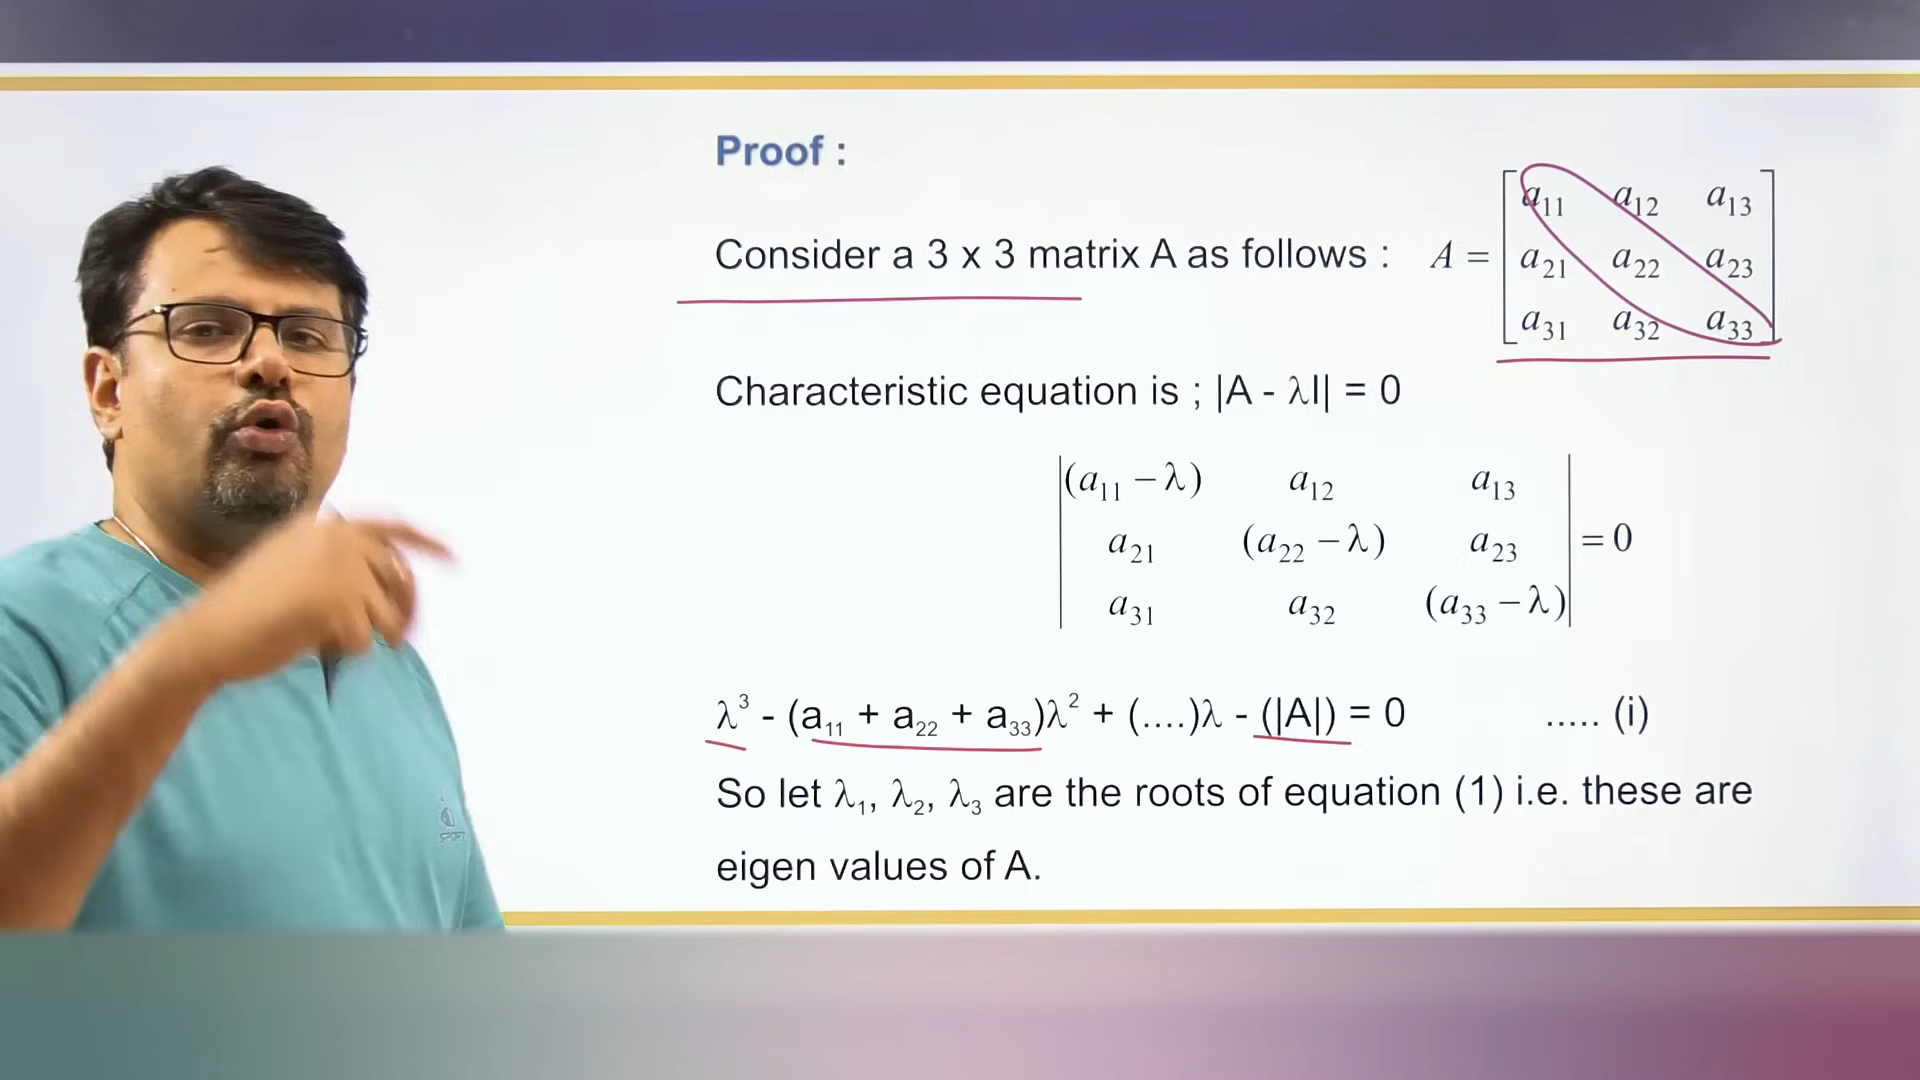 Proof :
Consider a 3 x 3 matrix A as follows : A = [a₁₁ a₁₂ a₁₃
a₂₁ a₂₂ a₂₃
a₃₁ a₃₂ a₃₃]
Characteristic equation is ; |A - λI| = 0
|(a₁₁ − λ) a₁₂ a₁₃
a₂₁ (a₂₂ − λ) a₂₃
a₃₁ a₃₂ (a₃₃ − λ)| = 0
λ³ - (a₁₁ + a₂₂ + a₃₃)λ² + (....)λ - (|A|) = 0 ..... (i)
So let λ₁, λ₂, λ₃ are the roots of equation (1) i.e. these are
eigen values of A.